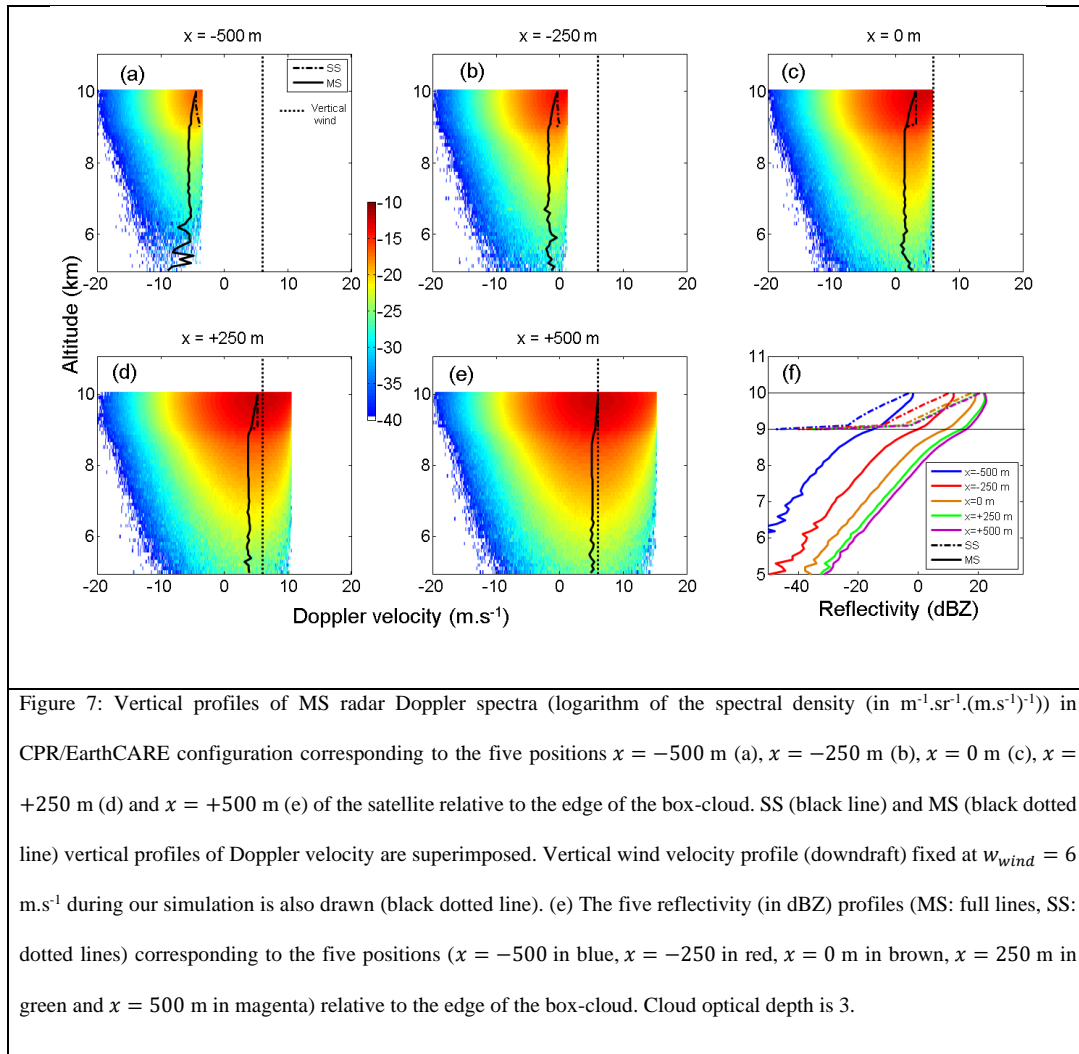 x = -500 m
x = -250 m
x = 0 m
(a)
SS
MS
Vertical wind
10
8
6
-20 -10 0 10 20
(b)
10
8
6
-20 -10 0 10 20
(c)
10
8
6
-20 -10 0 10 20
-10
-15
-20
-25
-30
-35
-40
Altitude (km)
x = +250 m
x = +500 m
(d)
10
8
6
-20 -10 0 10 20
(e)
10
8
6
-20 -10 0 10 20
Doppler velocity (m.s-1)
(f)
11
10
9
8
7
6
5
x=-500 m
x=-250 m
x=0 m
x=+250 m
x=+500 m
SS
MS
-40 -20 0 20
Reflectivity (dBZ)
Figure 7: Vertical profiles of MS radar Doppler spectra (logarithm of the spectral density (in m-1.sr-1.(m.s-1)-1)) in
CPR/EarthCARE configuration corresponding to the five positions x = −500 m (a), x = −250 m (b), x = 0 m (c), x =
+250 m (d) and x = +500 m (e) of the satellite relative to the edge of the box-cloud. SS (black line) and MS (black dotted
line) vertical profiles of Doppler velocity are superimposed. Vertical wind velocity profile (downdraft) fixed at wwind = 6
m.s-1 during our simulation is also drawn (black dotted line). (e) The five reflectivity (in dBZ) profiles (MS: full lines, SS:
dotted lines) corresponding to the five positions (x = −500 in blue, x = −250 in red, x = 0 m in brown, x = 250 m in
green and x = 500 m in magenta) relative to the edge of the box-cloud. Cloud optical depth is 3.